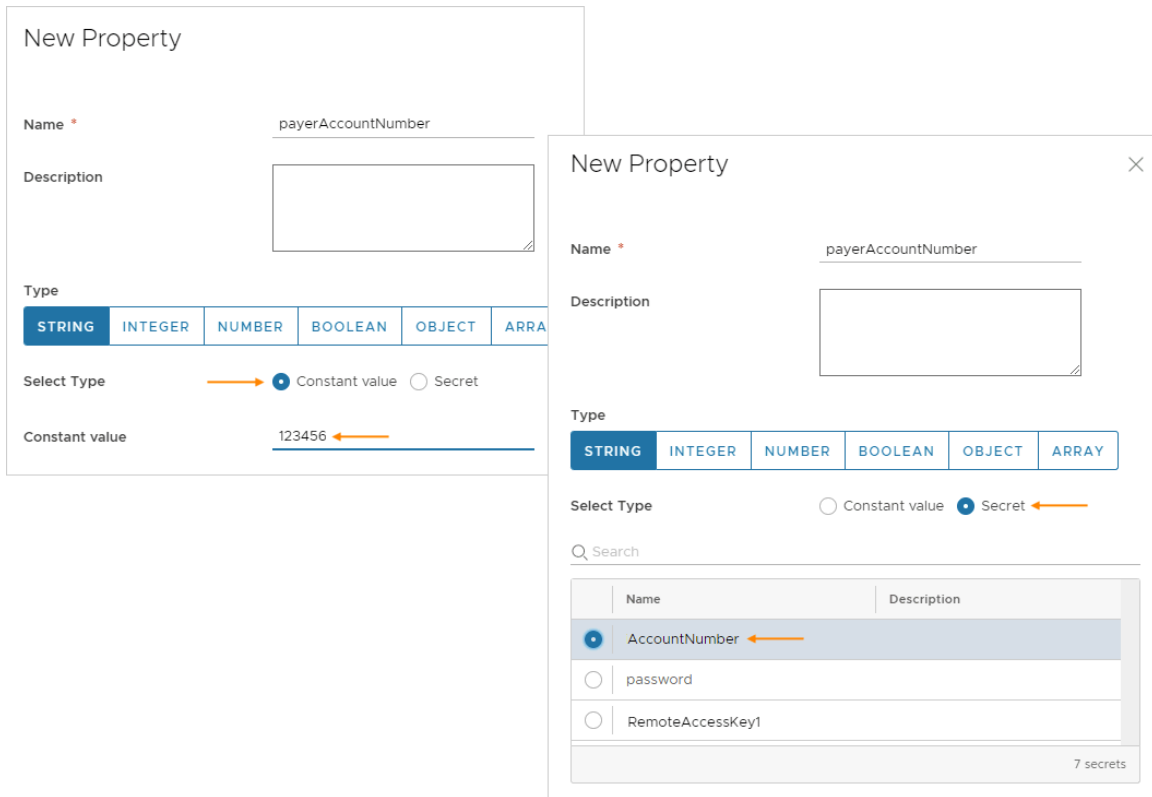 New Property
Name *
payerAccountNumber
Description
Type
STRING INTEGER NUMBER BOOLEAN OBJECT ARRA
Select Type
Constant value Secret
Constant value
123456
New Property
Name *
payerAccountNumber
Description
Type
STRING INTEGER NUMBER BOOLEAN OBJECT ARRAY
Select Type
Constant value Secret
Search
Name Description
AccountNumber
password
RemoteAccessKey1
7 secrets